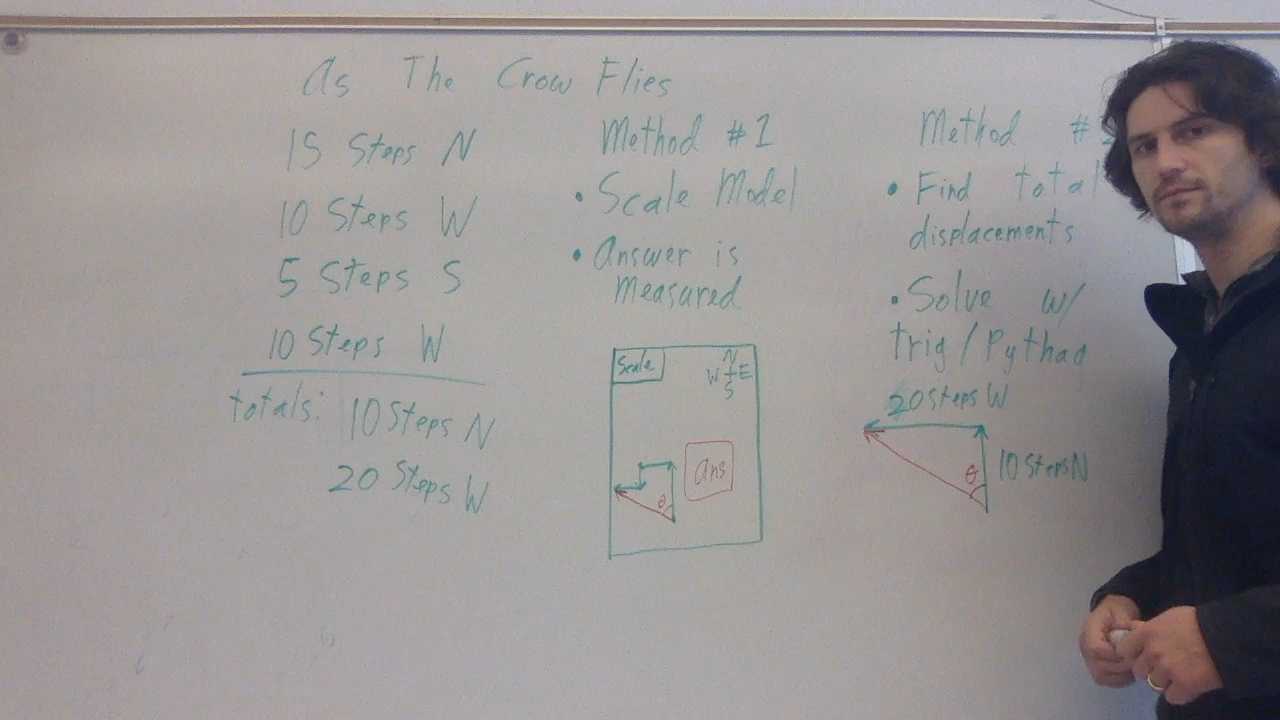 As The Crow Flies
15 Steps N
10 Steps W
5 Steps S
10 Steps W
totals: 10 Steps N
20 Steps W
Method #1
• Scale Model
• Answer is
Measured
Scale
N
W E
S
Ans
θ
Method #
• Find total
displacements
• Solve w/
trig / Pythag
20 Steps W
10 Steps N
θ